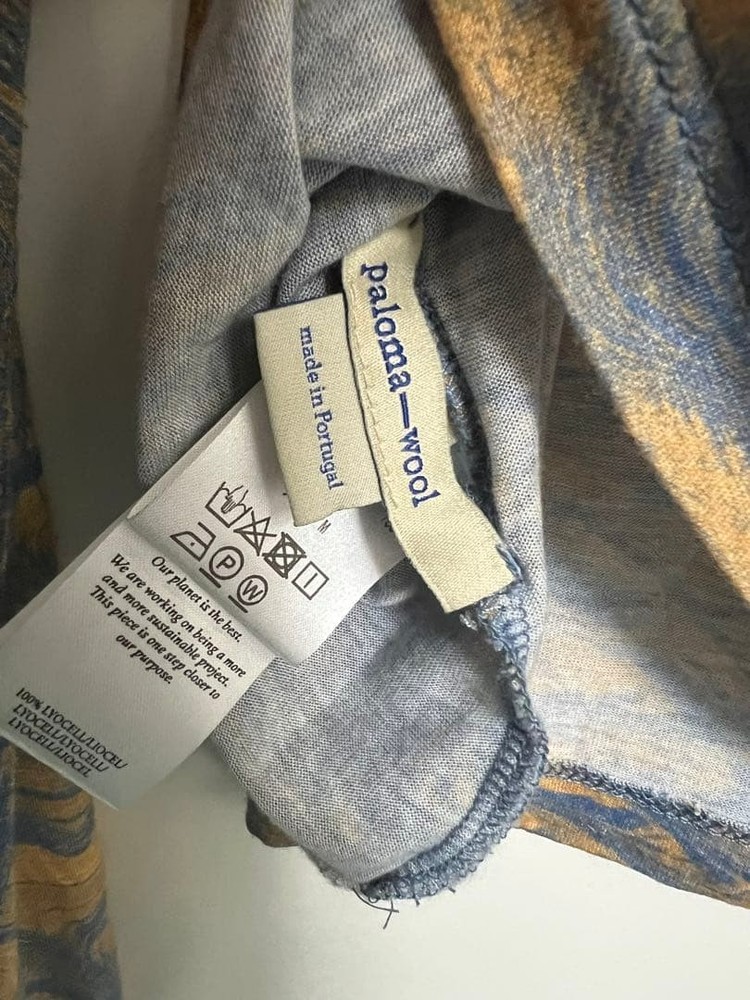 paloma—wool
made in Portugal
M
P W
Our planet is the best.
We are working on being a more
and more sustainable project.
This piece is one step closer to
our purpose.
100% LYOCELL/LIOCEL/
LYOCELL/LYOCELL/
LYOCELL/LIOCEL